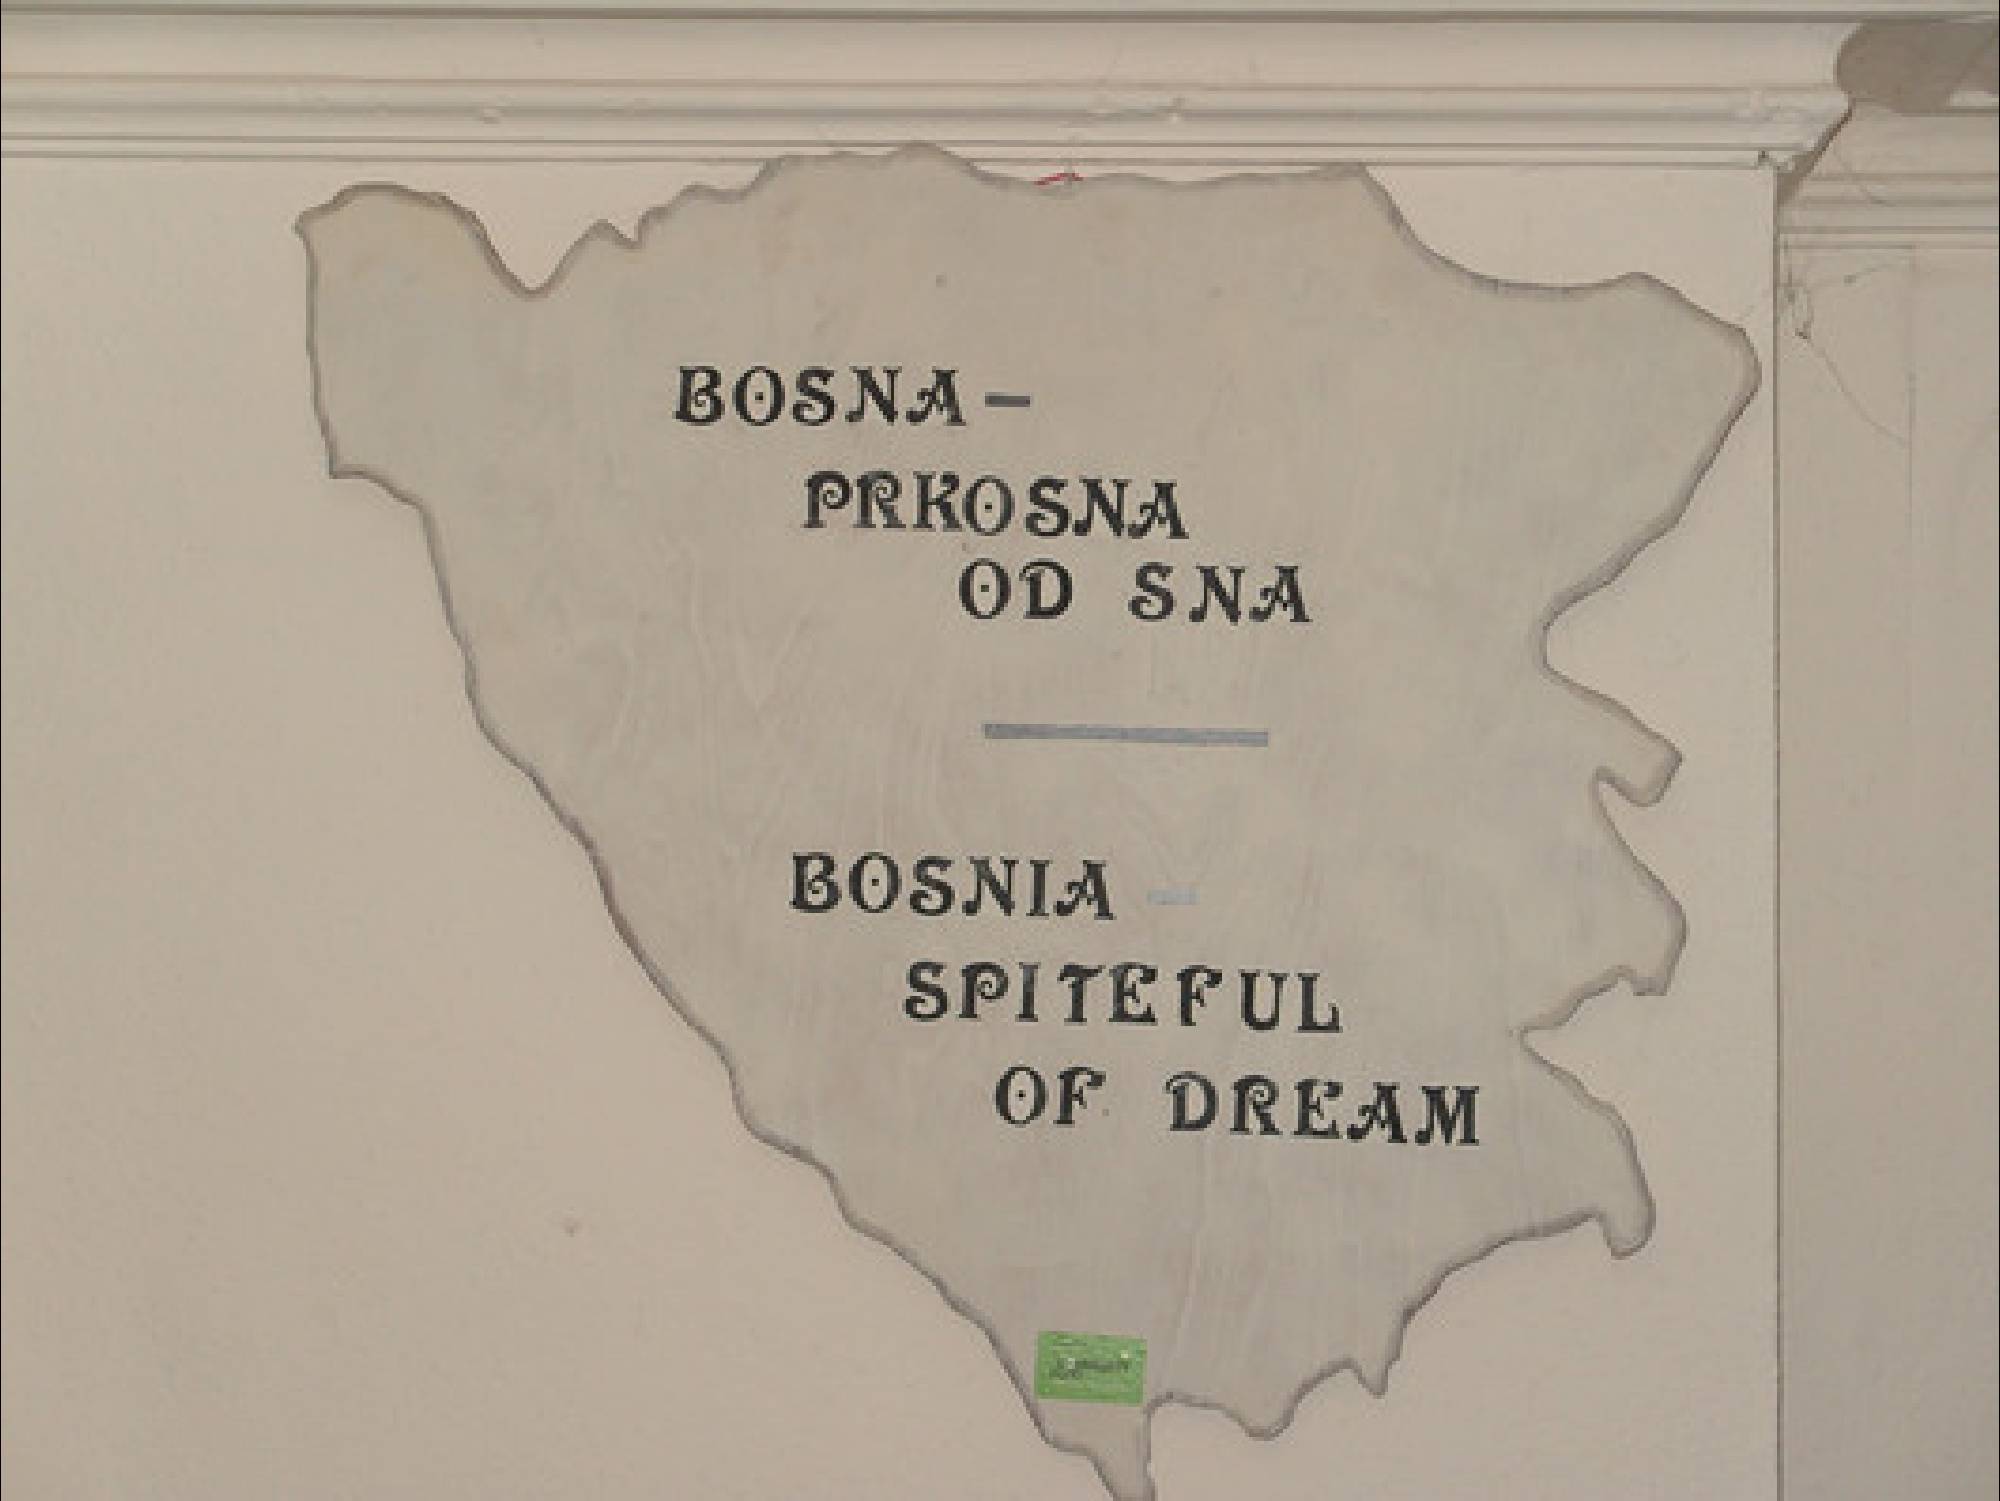 BOSNA-
PRKOSNA
OD SNA
BOSNIA -
SPITEFUL
OF DREAM